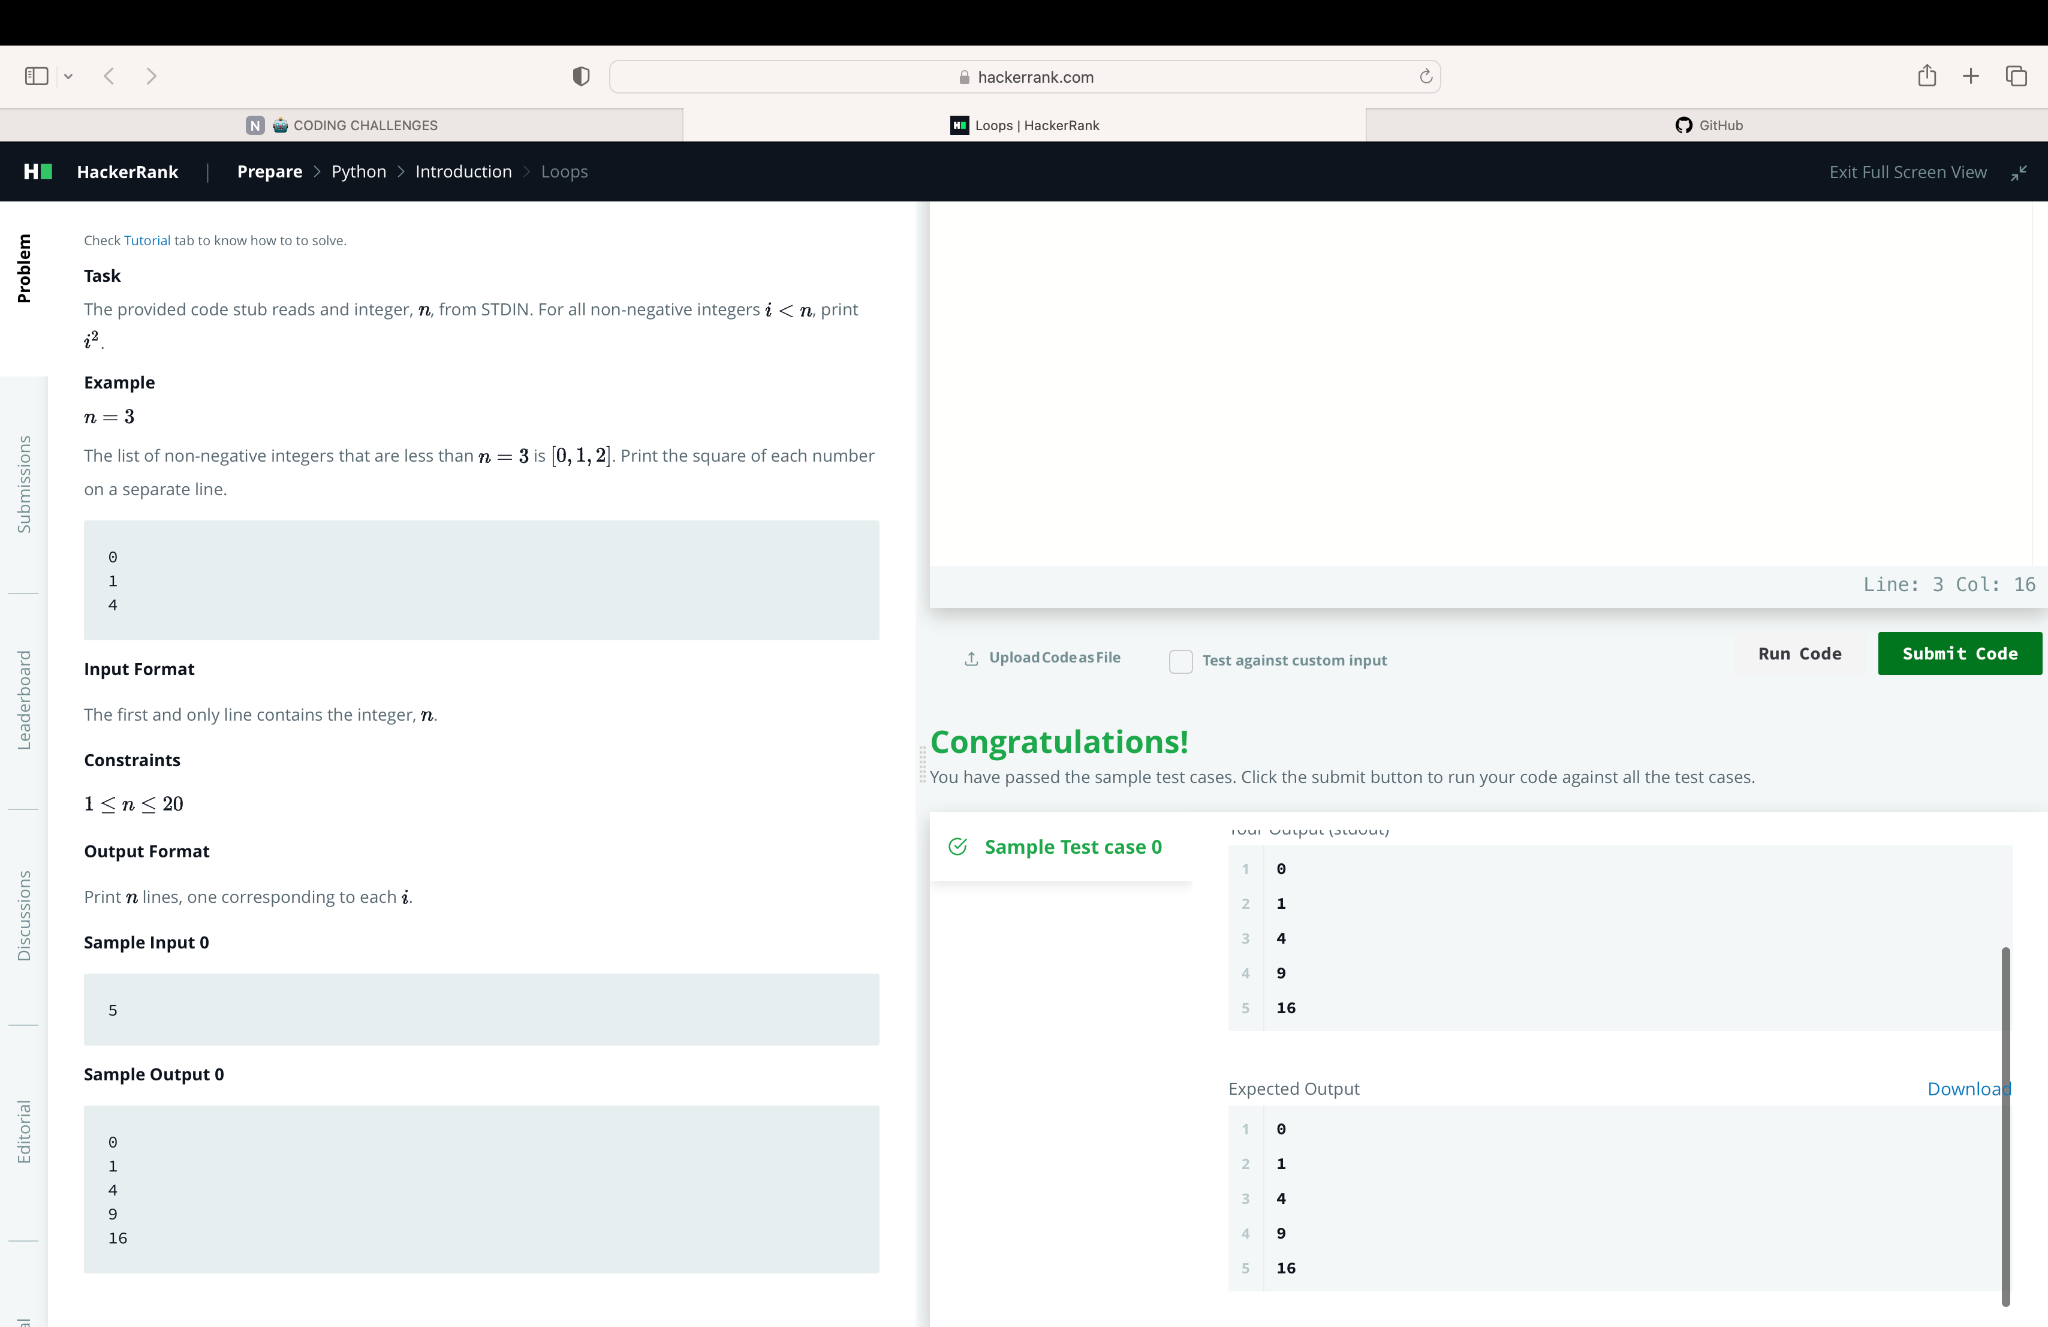 hackerrank.com
N 🤖 CODING CHALLENGES
Loops | HackerRank
GitHub
H HackerRank | Prepare > Python > Introduction > Loops
Exit Full Screen View
Problem
Submissions
Leaderboard
Discussions
Editorial
Check Tutorial tab to know how to to solve.
Task
The provided code stub reads and integer, n, from STDIN. For all non-negative integers i < n, print
i².
Example
n = 3
The list of non-negative integers that are less than n = 3 is [0, 1, 2]. Print the square of each number
on a separate line.
0
1
4
Input Format
The first and only line contains the integer, n.
Constraints
1 ≤ n ≤ 20
Output Format
Print n lines, one corresponding to each i.
Sample Input 0
5
Sample Output 0
0
1
4
9
16
Line: 3 Col: 16
Upload Code as File
Test against custom input
Run Code
Submit Code
Congratulations!
You have passed the sample test cases. Click the submit button to run your code against all the test cases.
Sample Test case 0
Your Output (stdout)
1 0
2 1
3 4
4 9
5 16
Expected Output
Download
1 0
2 1
3 4
4 9
5 16